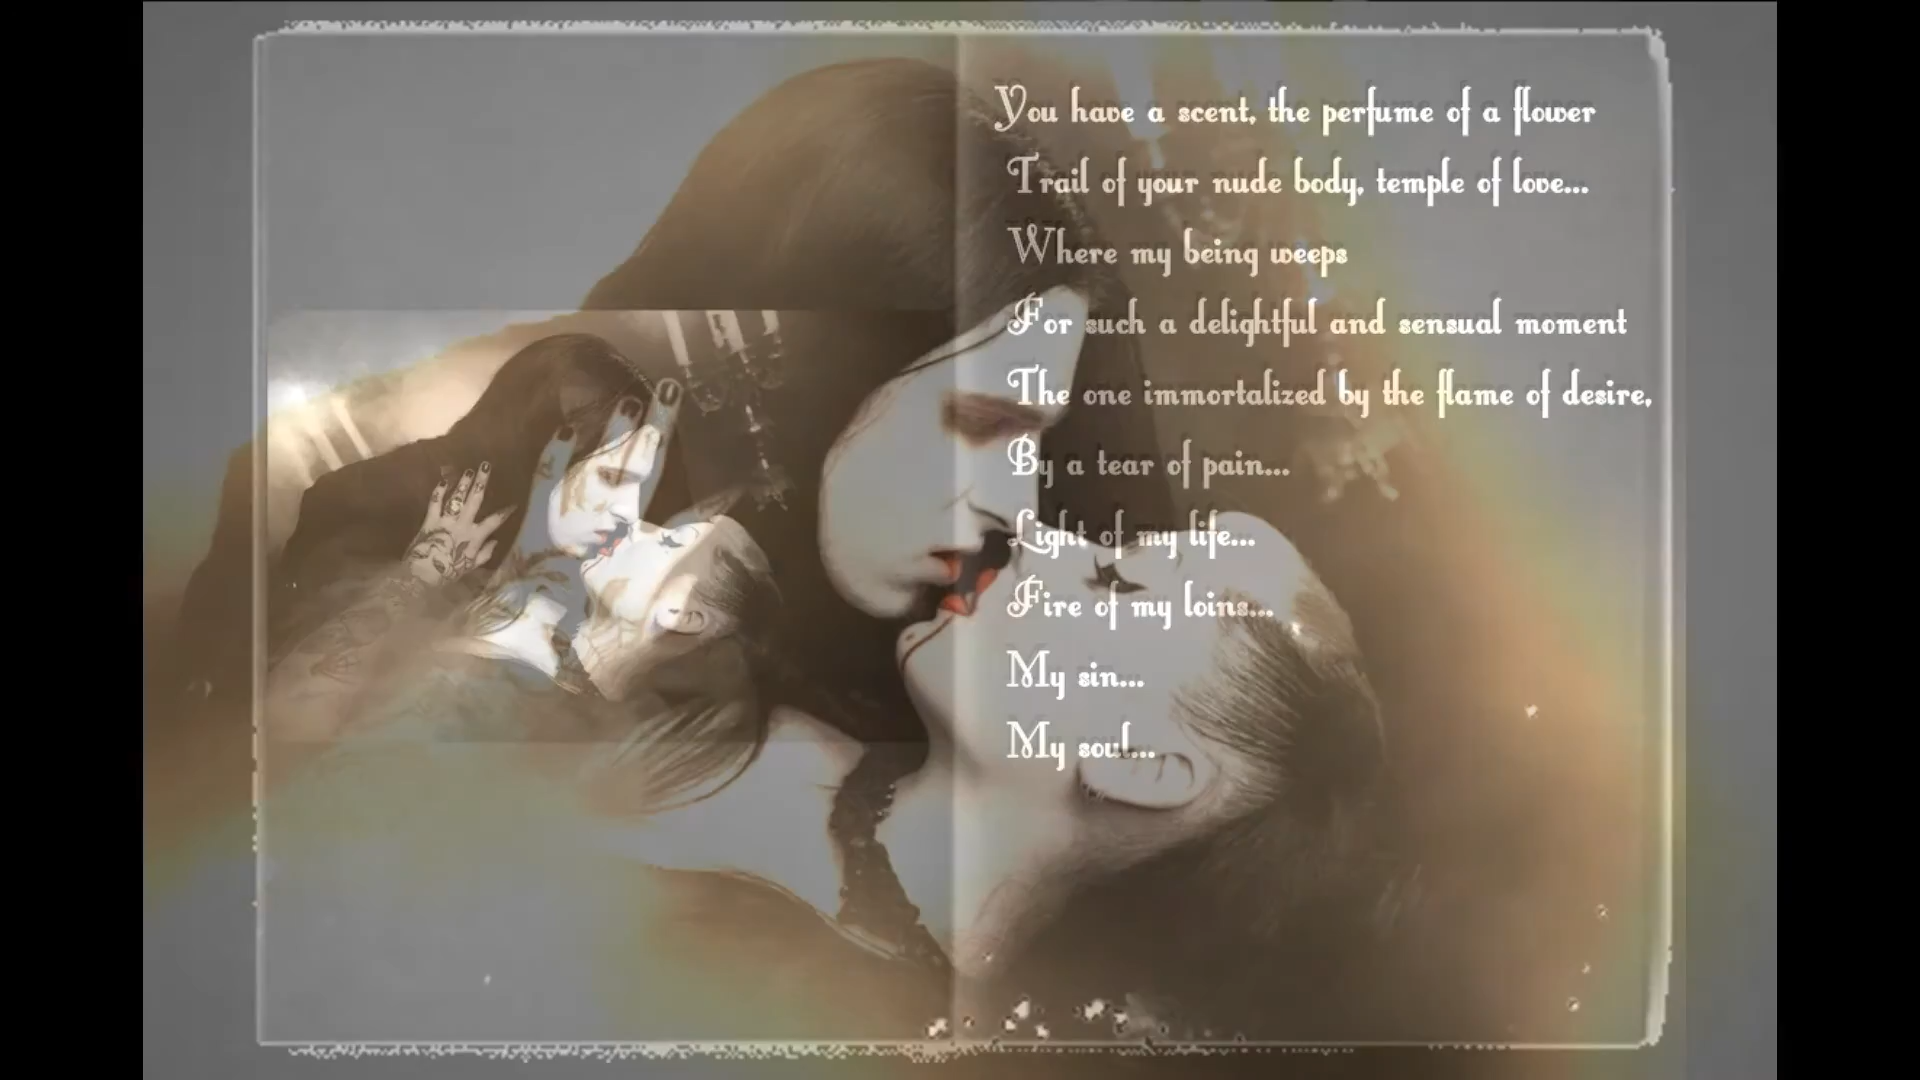 You have a scent, the perfume of a flower
Trail of your nude body, temple of love...
Where my being weeps
For such a delightful and sensual moment
The one immortalized by the flame of desire,
By a tear of pain...
Light of my life...
Fire of my loins...
My sin...
My soul...